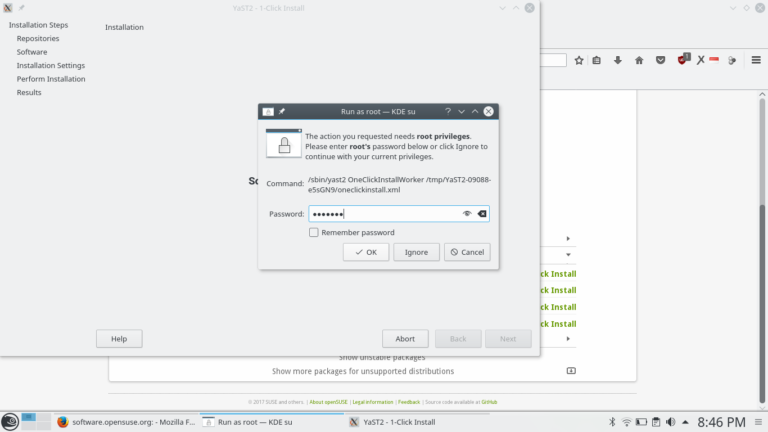 YaST2 - 1-Click Install
Installation Steps
Repositories
Software
Installation Settings
Perform Installation
Results
Installation
Run as root — KDE su
The action you requested needs root privileges.
Please enter root's password below or click Ignore to
continue with your current privileges.
Command: /sbin/yast2 OneClickInstallWorker /tmp/YaST2-09088-
e5sGN9/oneclickinstall.xml
Password: •••••••
Remember password
OK
Ignore
Cancel
ck Install
ck Install
ck Install
ck Install
Help
Abort
Back
Next
Show unstable packages
Show more packages for unsupported distributions
© 2017 SUSE and others. | About openSUSE | Legal information | Feedback | Source code available at GitHub
software.opensuse.org: - Mozilla F...
Run as root — KDE su
YaST2 - 1-Click Install
8:46 PM